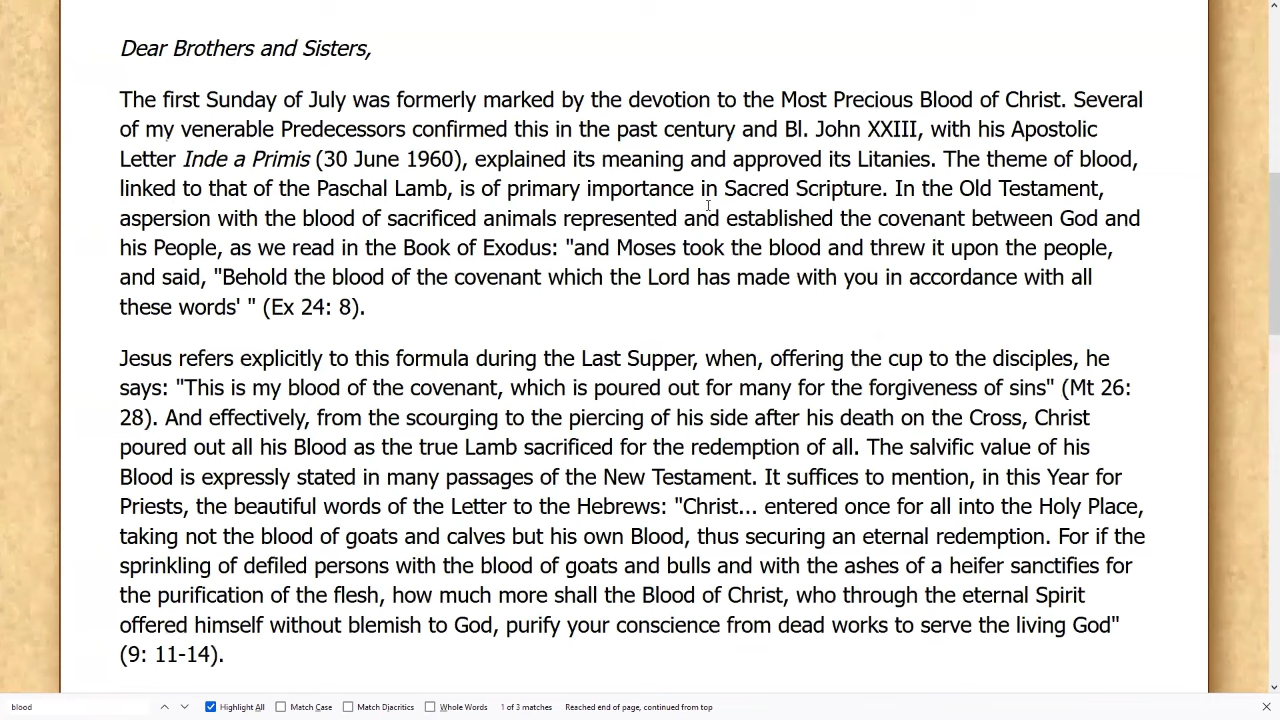 Dear Brothers and Sisters,
The first Sunday of July was formerly marked by the devotion to the Most Precious Blood of Christ. Several
of my venerable Predecessors confirmed this in the past century and Bl. John XXIII, with his Apostolic
Letter Inde a Primis (30 June 1960), explained its meaning and approved its Litanies. The theme of blood,
linked to that of the Paschal Lamb, is of primary importance in Sacred Scripture. In the Old Testament,
aspersion with the blood of sacrificed animals represented and established the covenant between God and
his People, as we read in the Book of Exodus: "and Moses took the blood and threw it upon the people,
and said, "Behold the blood of the covenant which the Lord has made with you in accordance with all
these words' " (Ex 24: 8).
Jesus refers explicitly to this formula during the Last Supper, when, offering the cup to the disciples, he
says: "This is my blood of the covenant, which is poured out for many for the forgiveness of sins" (Mt 26:
28). And effectively, from the scourging to the piercing of his side after his death on the Cross, Christ
poured out all his Blood as the true Lamb sacrificed for the redemption of all. The salvific value of his
Blood is expressly stated in many passages of the New Testament. It suffices to mention, in this Year for
Priests, the beautiful words of the Letter to the Hebrews: "Christ... entered once for all into the Holy Place,
taking not the blood of goats and calves but his own Blood, thus securing an eternal redemption. For if the
sprinkling of defiled persons with the blood of goats and bulls and with the ashes of a heifer sanctifies for
the purification of the flesh, how much more shall the Blood of Christ, who through the eternal Spirit
offered himself without blemish to God, purify your conscience from dead works to serve the living God"
(9: 11-14).
blood Highlight All Match Case Match Diacritics Whole Words 1 of 3 matches Reached end of page, continued from top